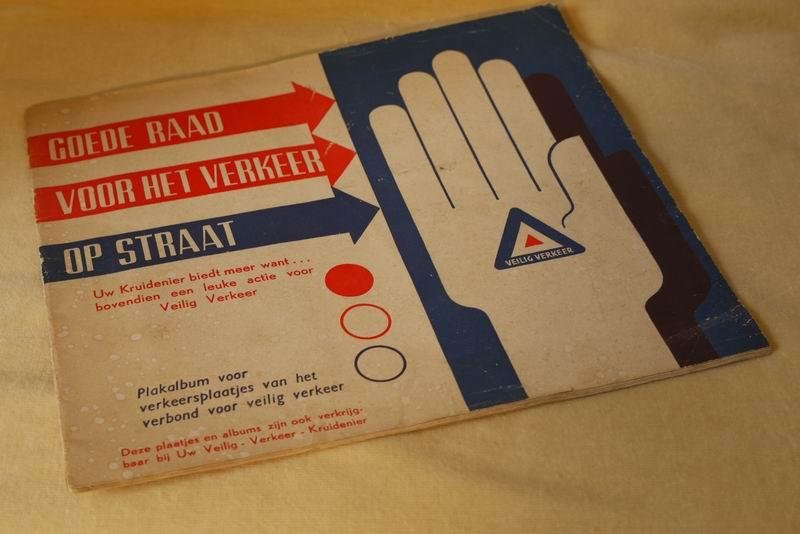 GOEDE RAAD
VOOR HET VERKEER
OP STRAAT
Uw Kruidenier biedt meer want...
bovendien een leuke actie voor
Veilig Verkeer
Plakalbum voor
verkeersplaatjes van het
verbond voor veilig verkeer
Deze plaatjes en albums zijn ook verkrijg-
baar bij Uw Veilig - Verkeer - Kruidenier
VEILIG VERKEER